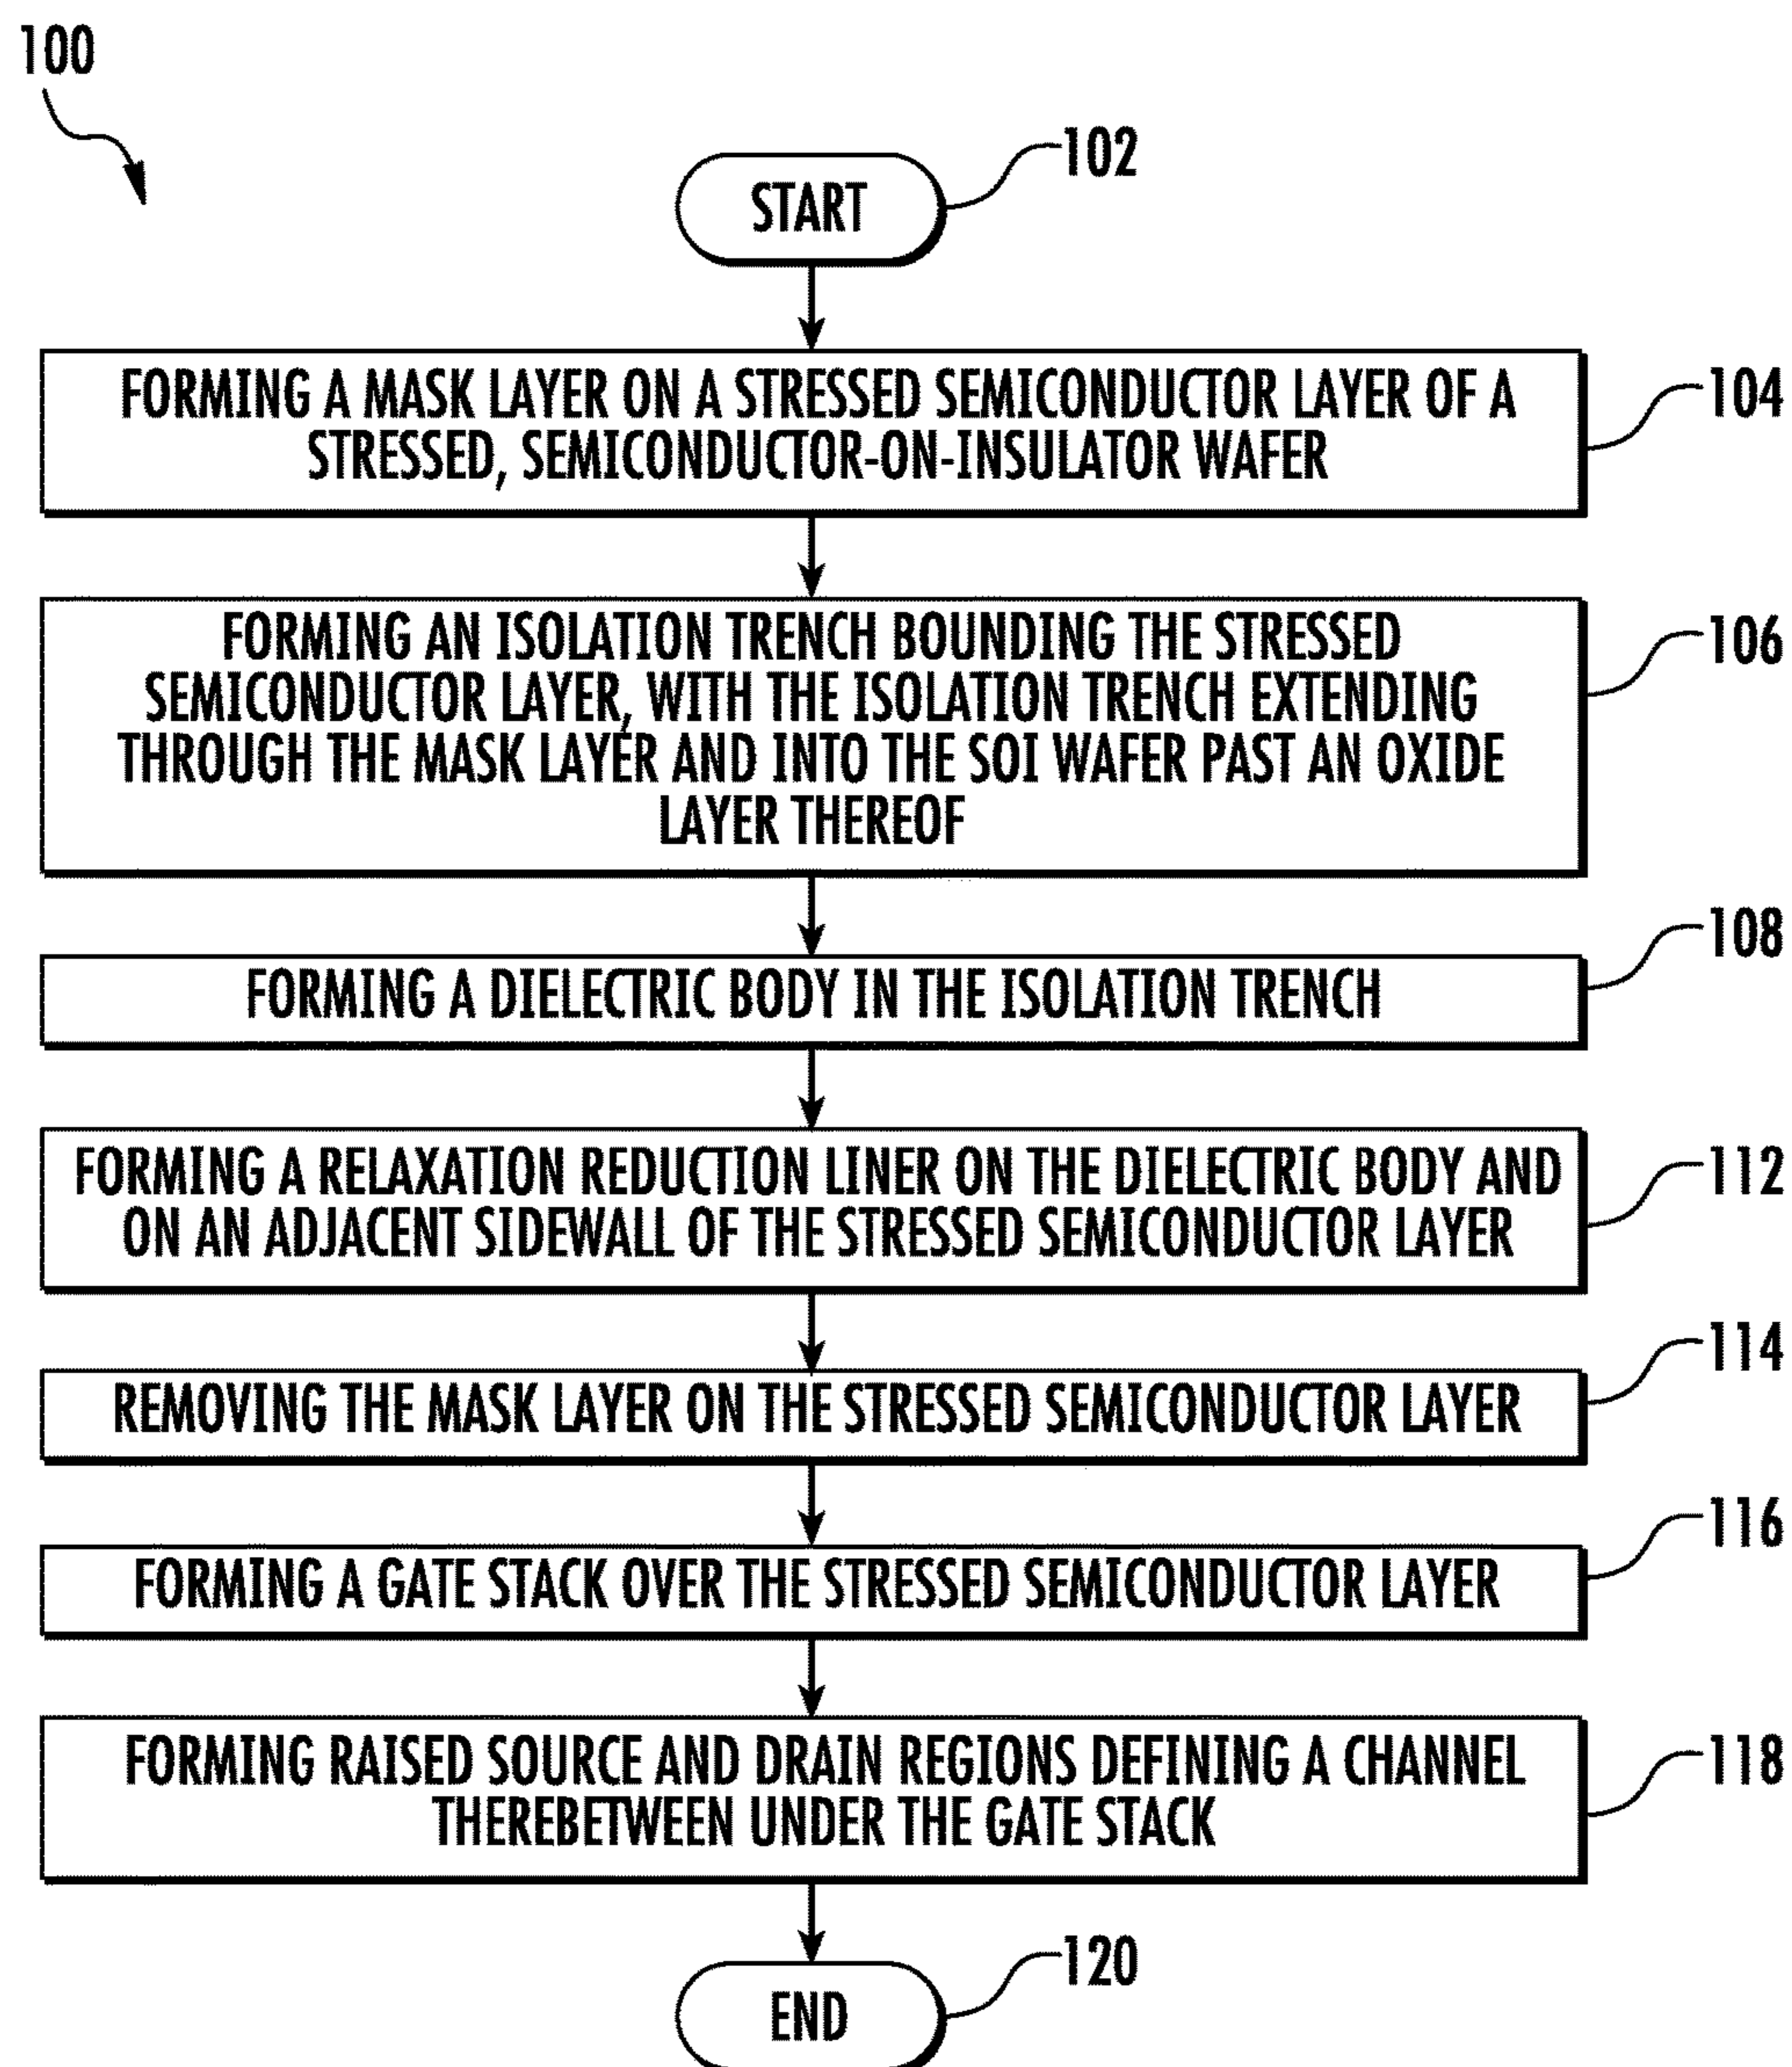 100
102
START
FORMING A MASK LAYER ON A STRESSED SEMICONDUCTOR LAYER OF A
STRESSED, SEMICONDUCTOR-ON-INSULATOR WAFER
104
FORMING AN ISOLATION TRENCH BOUNDING THE STRESSED
SEMICONDUCTOR LAYER, WITH THE ISOLATION TRENCH EXTENDING
THROUGH THE MASK LAYER AND INTO THE SOI WAFER PAST AN OXIDE
LAYER THEREOF
106
FORMING A DIELECTRIC BODY IN THE ISOLATION TRENCH
108
FORMING A RELAXATION REDUCTION LINER ON THE DIELECTRIC BODY AND
ON AN ADJACENT SIDEWALL OF THE STRESSED SEMICONDUCTOR LAYER
112
REMOVING THE MASK LAYER ON THE STRESSED SEMICONDUCTOR LAYER
114
FORMING A GATE STACK OVER THE STRESSED SEMICONDUCTOR LAYER
116
FORMING RAISED SOURCE AND DRAIN REGIONS DEFINING A CHANNEL
THEREBETWEEN UNDER THE GATE STACK
118
120
END